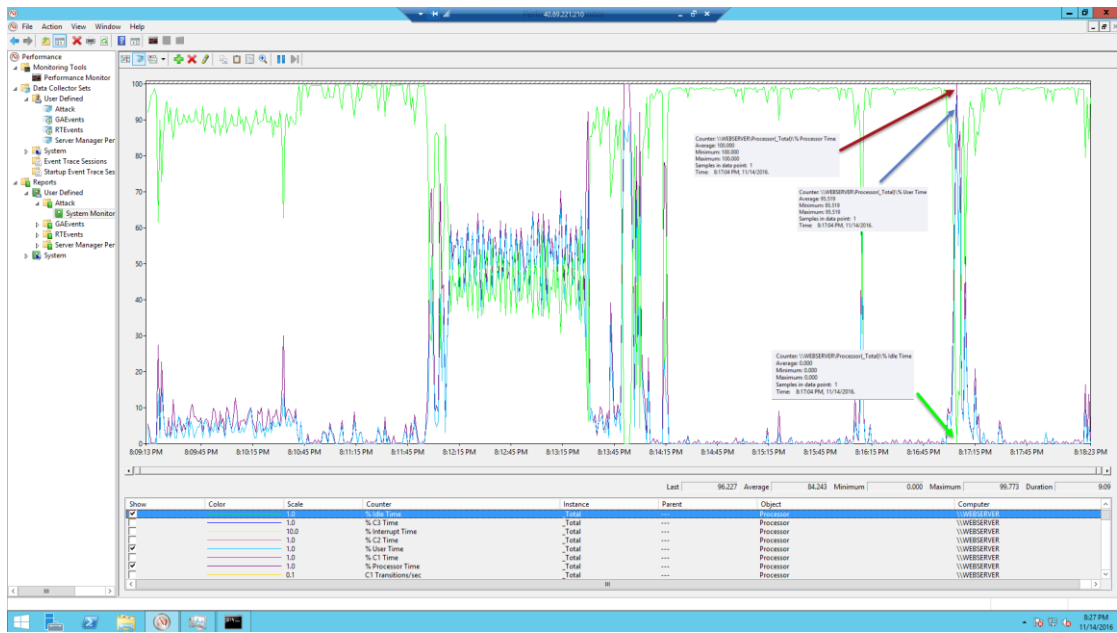 40.89.221.210
File Action View Window Help
Performance
Monitoring Tools
Performance Monitor
Data Collector Sets
User Defined
Attack
GAEvents
RTEvents
Server Manager Per
System
Event Trace Sessions
Startup Event Trace Ses
Reports
User Defined
Attack
System Monitor
GAEvents
RTEvents
Server Manager Per
System
100
90
80
70
60
50
40
30
20
10
0
Counter: \\WEBSERVER\Processor(_Total)\% Processor Time
Average: 100.000
Minimum: 100.000
Maximum: 100.000
Samples in data point: 1
Time: 8:17:04 PM, 11/14/2016.
Counter: \\WEBSERVER\Processor(_Total)\% User Time
Average: 95.519
Minimum: 95.519
Maximum: 95.519
Samples in data point: 1
Time: 8:17:04 PM, 11/14/2016.
Counter: \\WEBSERVER\Processor(_Total)\% Idle Time
Average: 0.000
Minimum: 0.000
Maximum: 0.000
Samples in data point: 1
Time: 8:17:04 PM, 11/14/2016.
8:09:13 PM 8:09:45 PM 8:10:15 PM 8:10:45 PM 8:11:15 PM 8:11:45 PM 8:12:15 PM 8:12:45 PM 8:13:15 PM 8:13:45 PM 8:14:15 PM 8:14:45 PM 8:15:15 PM 8:15:45 PM 8:16:15 PM 8:16:45 PM 8:17:15 PM 8:17:45 PM 8:18:23 PM
Last 96.227 Average 84.243 Minimum 0.000 Maximum 99.773 Duration 9:09
Show Color Scale Counter Instance Parent Object Computer
1.0 % Idle Time _Total --- Processor \\WEBSERVER
1.0 % C3 Time _Total --- Processor \\WEBSERVER
10.0 % Interrupt Time _Total --- Processor \\WEBSERVER
1.0 % C2 Time _Total --- Processor \\WEBSERVER
1.0 % User Time _Total --- Processor \\WEBSERVER
1.0 % C1 Time _Total --- Processor \\WEBSERVER
1.0 % Processor Time _Total --- Processor \\WEBSERVER
0.1 C1 Transitions/sec _Total --- Processor \\WEBSERVER
8:27 PM
11/14/2016